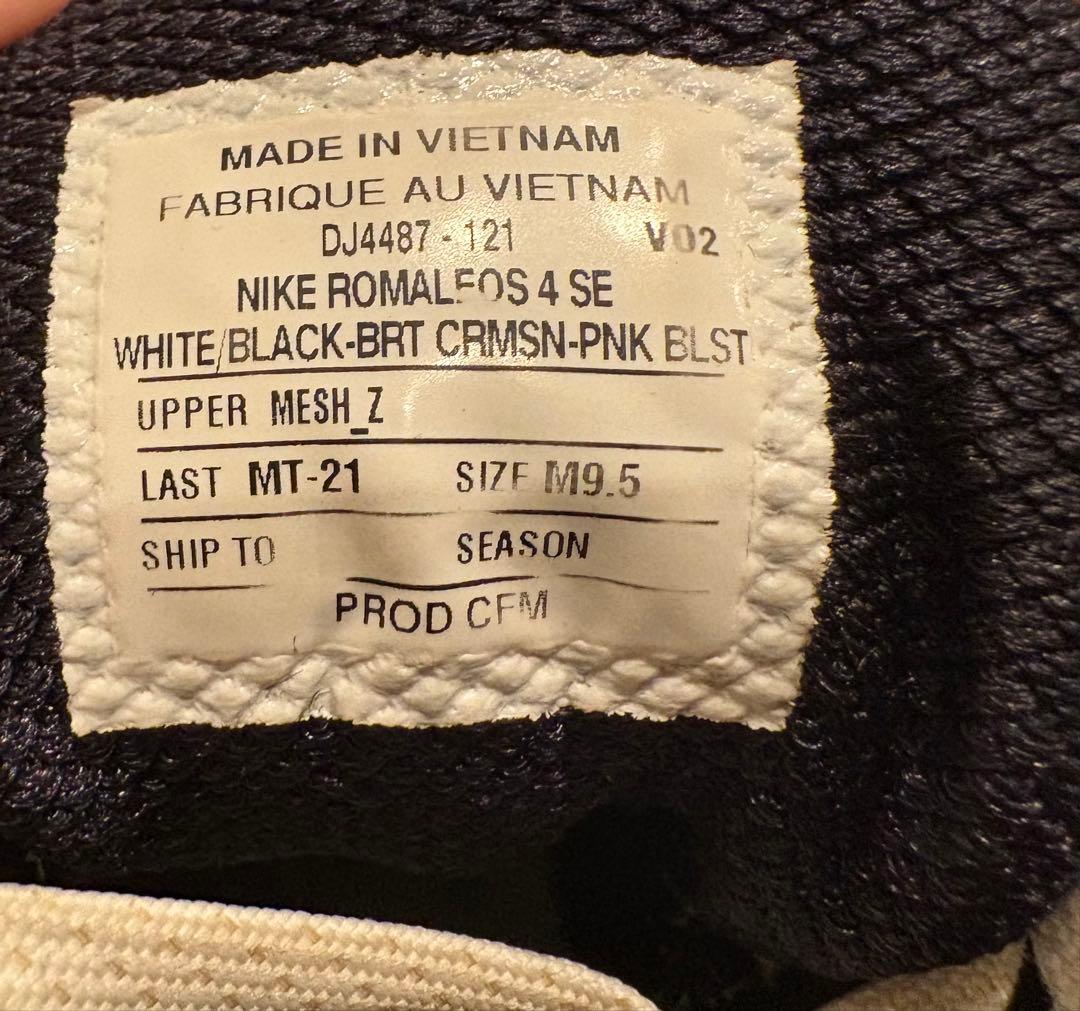 MADE IN VIETNAM
FABRIQUE AU VIETNAM
DJ4487 - 121 V02
NIKE ROMALEOS 4 SE
WHITE/BLACK-BRT CRMSN-PNK BLST
UPPER MESH_Z
LAST MT-21 SIZE M9.5
SHIP TO SEASON
PROD CFM